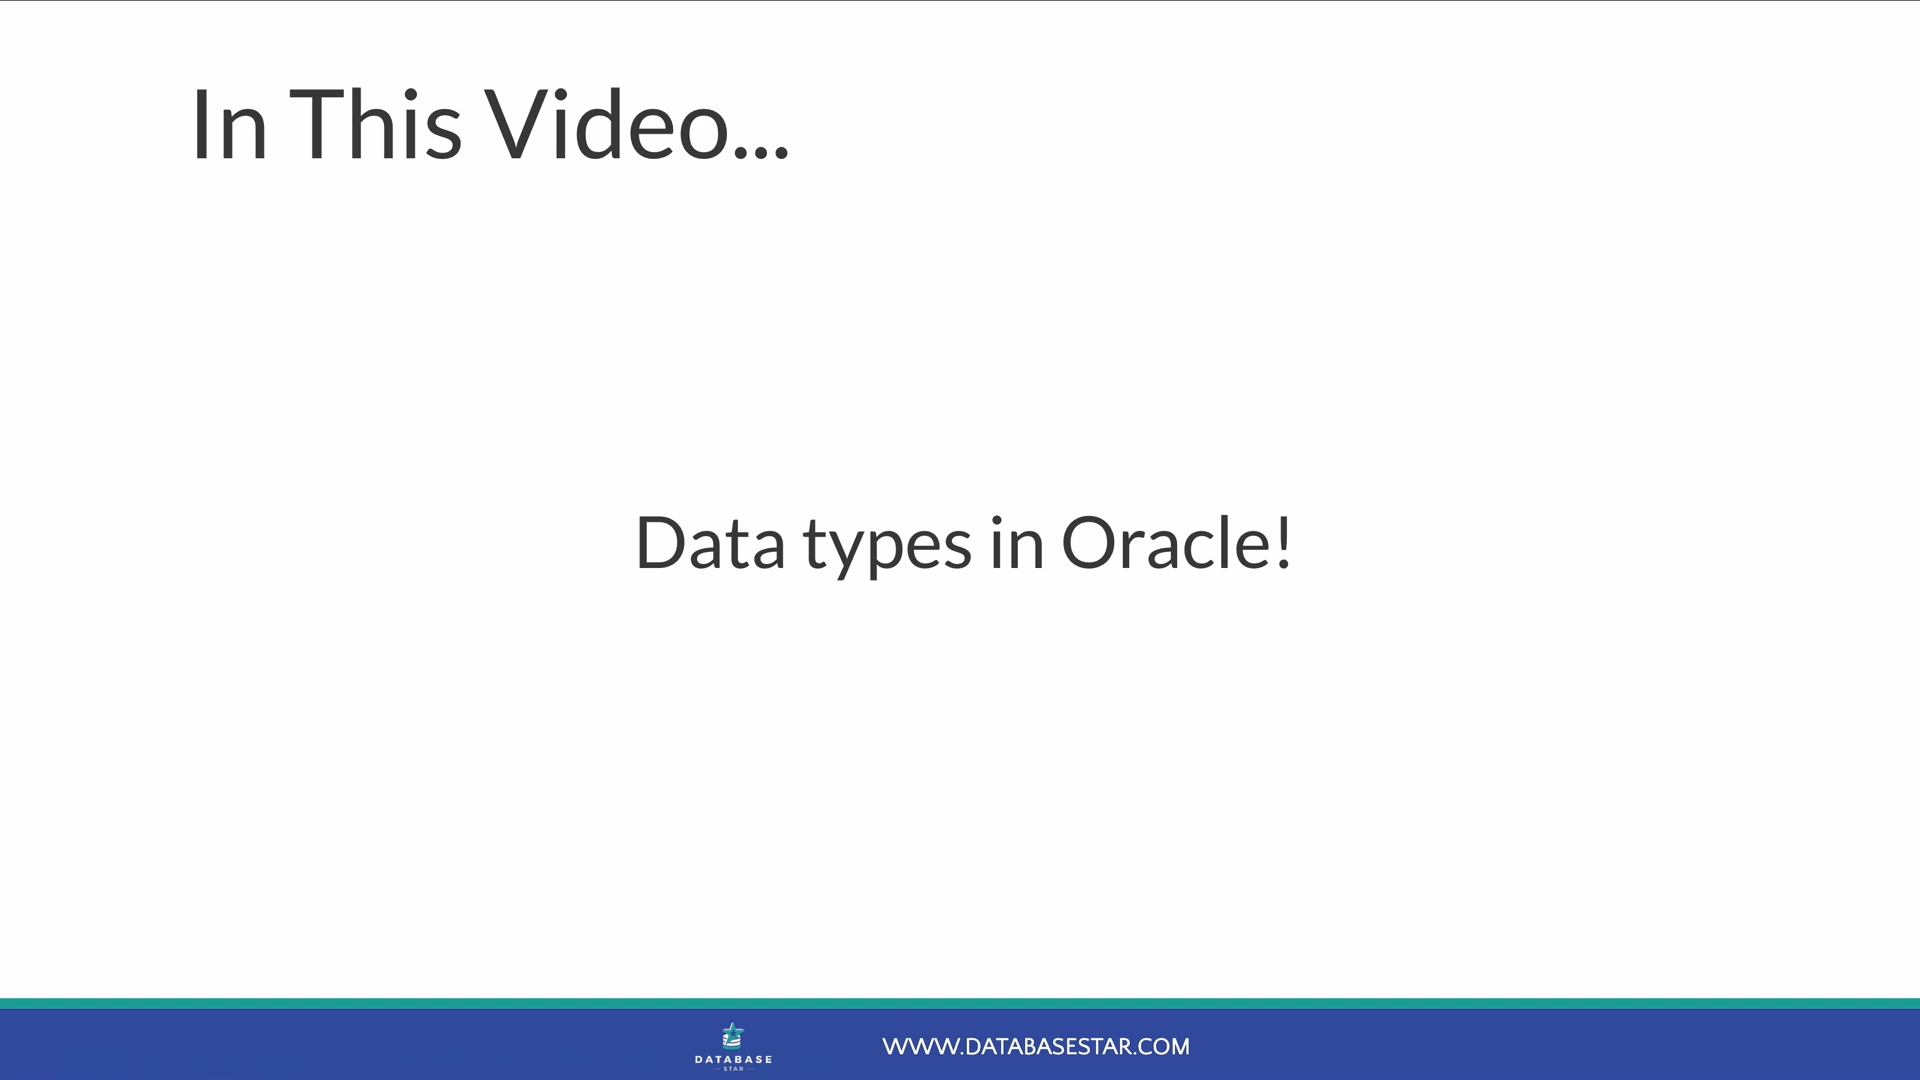 In This Video...
Data types in Oracle!
DATABASE
STAR
WWW.DATABASESTAR.COM